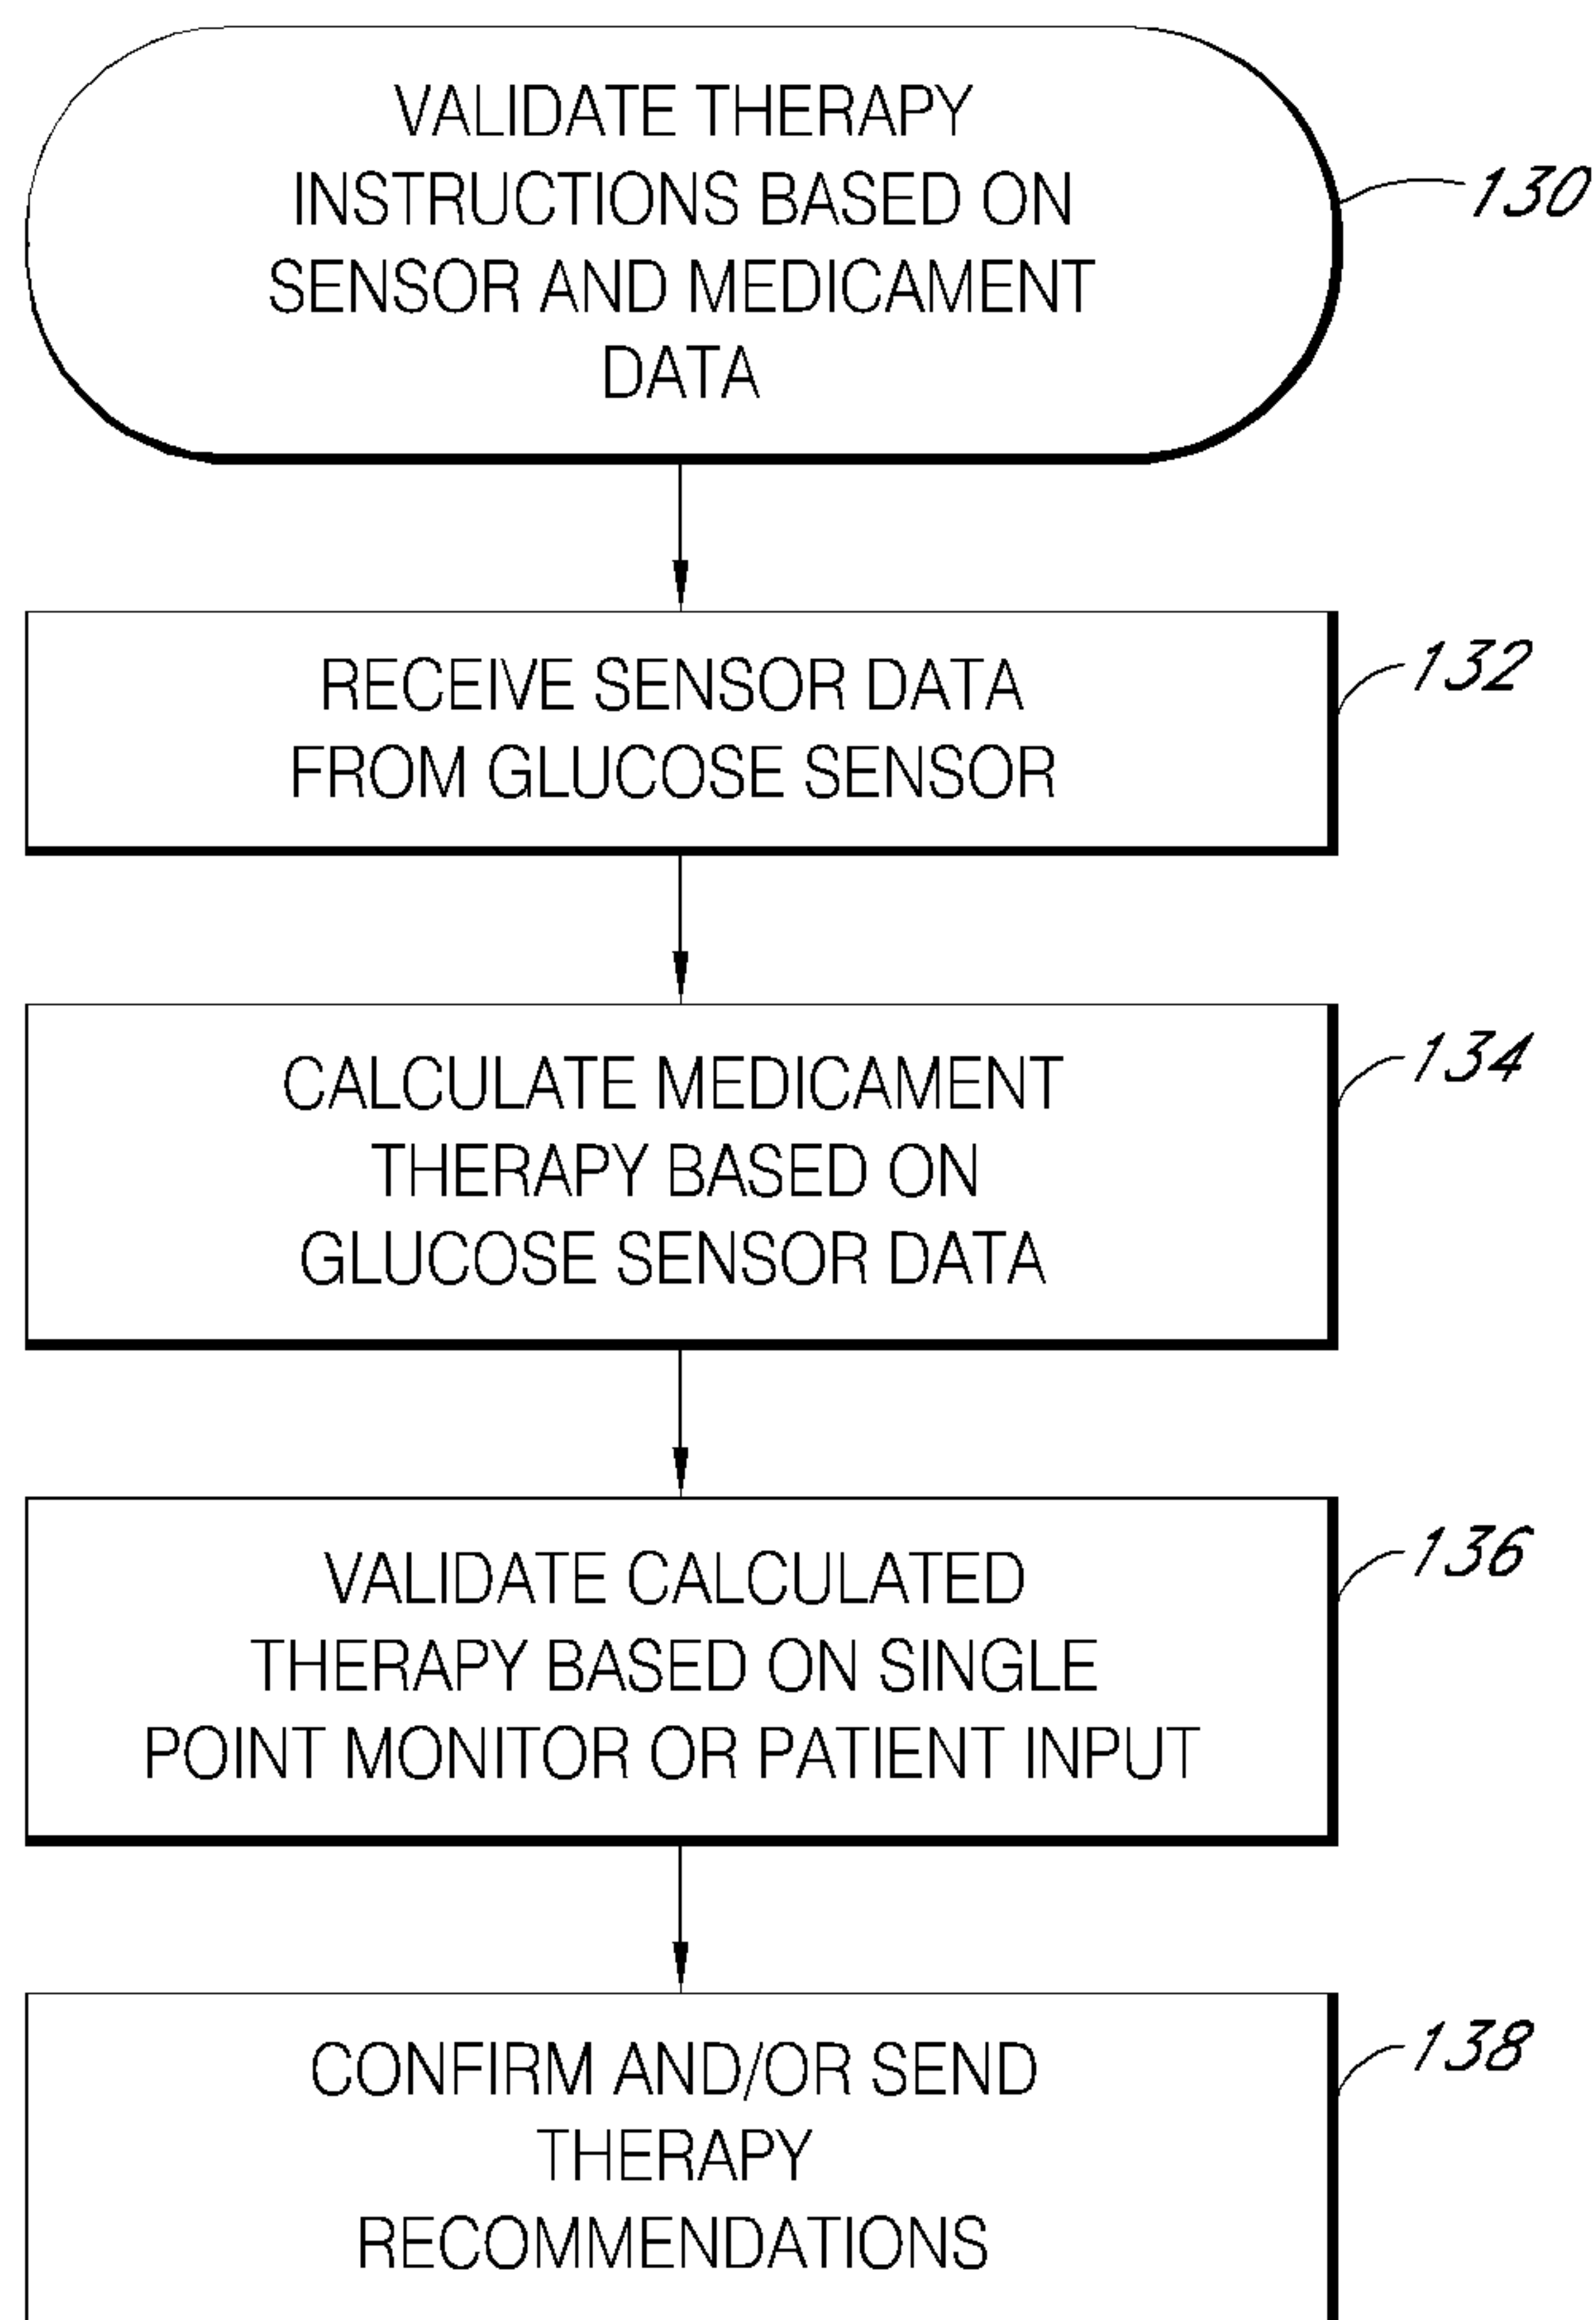 VALIDATE THERAPY
INSTRUCTIONS BASED ON
SENSOR AND MEDICAMENT
DATA
130
RECEIVE SENSOR DATA
FROM GLUCOSE SENSOR
132
CALCULATE MEDICAMENT
THERAPY BASED ON
GLUCOSE SENSOR DATA
134
VALIDATE CALCULATED
THERAPY BASED ON SINGLE
POINT MONITOR OR PATIENT INPUT
136
CONFIRM AND/OR SEND
THERAPY
RECOMMENDATIONS
138